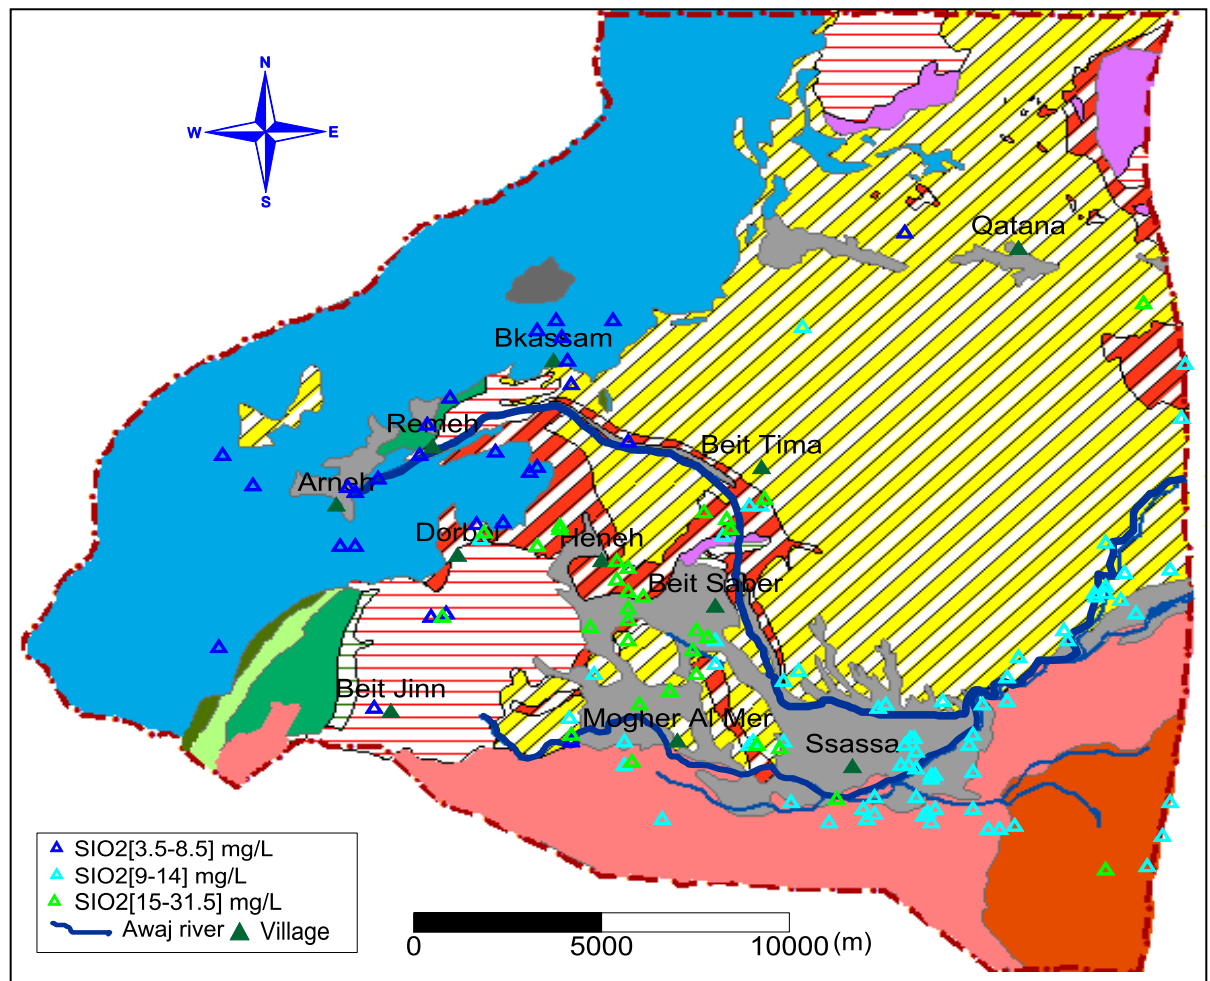 N
W E
S
Qatana
Bkassam
Remeh
Beit Tima
Arneh
Dorbol
Heneh
Beit Saber
Beit Jinn
Mogher Al Mer
Ssassa
SIO2[3.5-8.5] mg/L
SIO2[9-14] mg/L
SIO2[15-31.5] mg/L
Awaj river Village
0 5000 10000 (m)